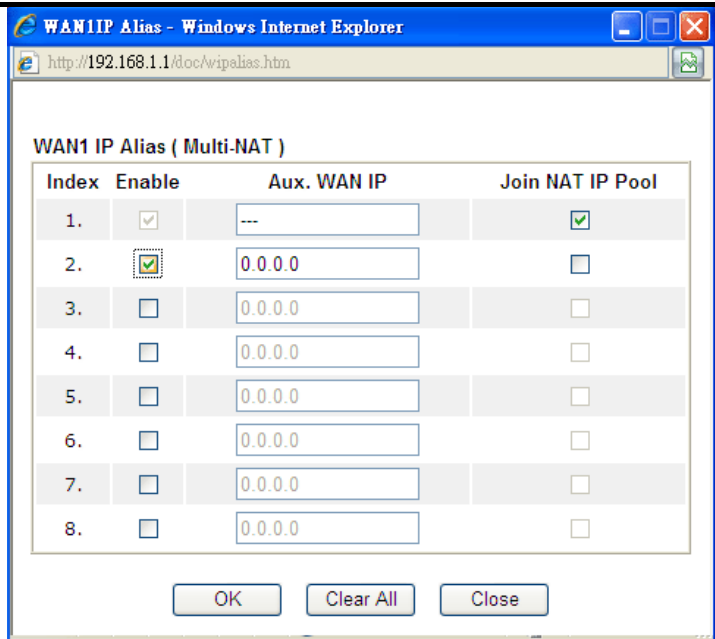 WAN1IP Alias - Windows Internet Explorer
http://192.168.1.1/doc/wipalias.htm
WAN1 IP Alias ( Multi-NAT )
Index Enable Aux. WAN IP Join NAT IP Pool
1. ---
2. 0.0.0.0
3. 0.0.0.0
4. 0.0.0.0
5. 0.0.0.0
6. 0.0.0.0
7. 0.0.0.0
8. 0.0.0.0
OK Clear All Close